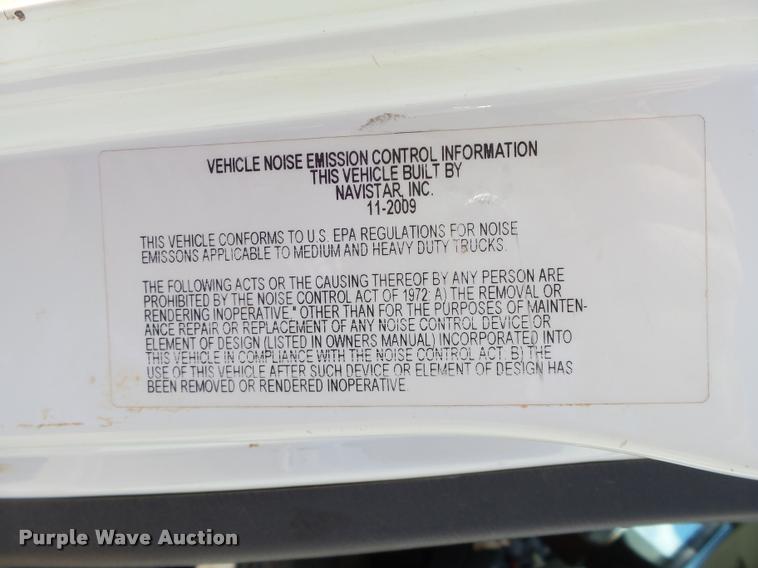 VEHICLE NOISE EMISSION CONTROL INFORMATION
THIS VEHICLE BUILT BY
NAVISTAR, INC.
11-2009
THIS VEHICLE CONFORMS TO U.S. EPA REGULATIONS FOR NOISE
EMISSONS APPLICABLE TO MEDIUM AND HEAVY DUTY TRUCKS.
THE FOLLOWING ACTS OR THE CAUSING THEREOF BY ANY PERSON ARE
PROHIBITED BY THE NOISE CONTROL ACT OF 1972: A) THE REMOVAL OR
RENDERING INOPERATIVE," OTHER THAN FOR THE PURPOSES OF MAINTEN-
ANCE REPAIR OR REPLACEMENT OF ANY NOISE CONTROL DEVICE OR
ELEMENT OF DESIGN (LISTED IN OWNERS MANUAL) INCORPORATED INTO
THIS VEHICLE IN COMPLIANCE WITH THE NOISE CONTROL ACT. B) THE
USE OF THIS VEHICLE AFTER SUCH DEVICE OR ELEMENT OF DESIGN HAS
BEEN REMOVED OR RENDERED INOPERATIVE.
Purple Wave Auction